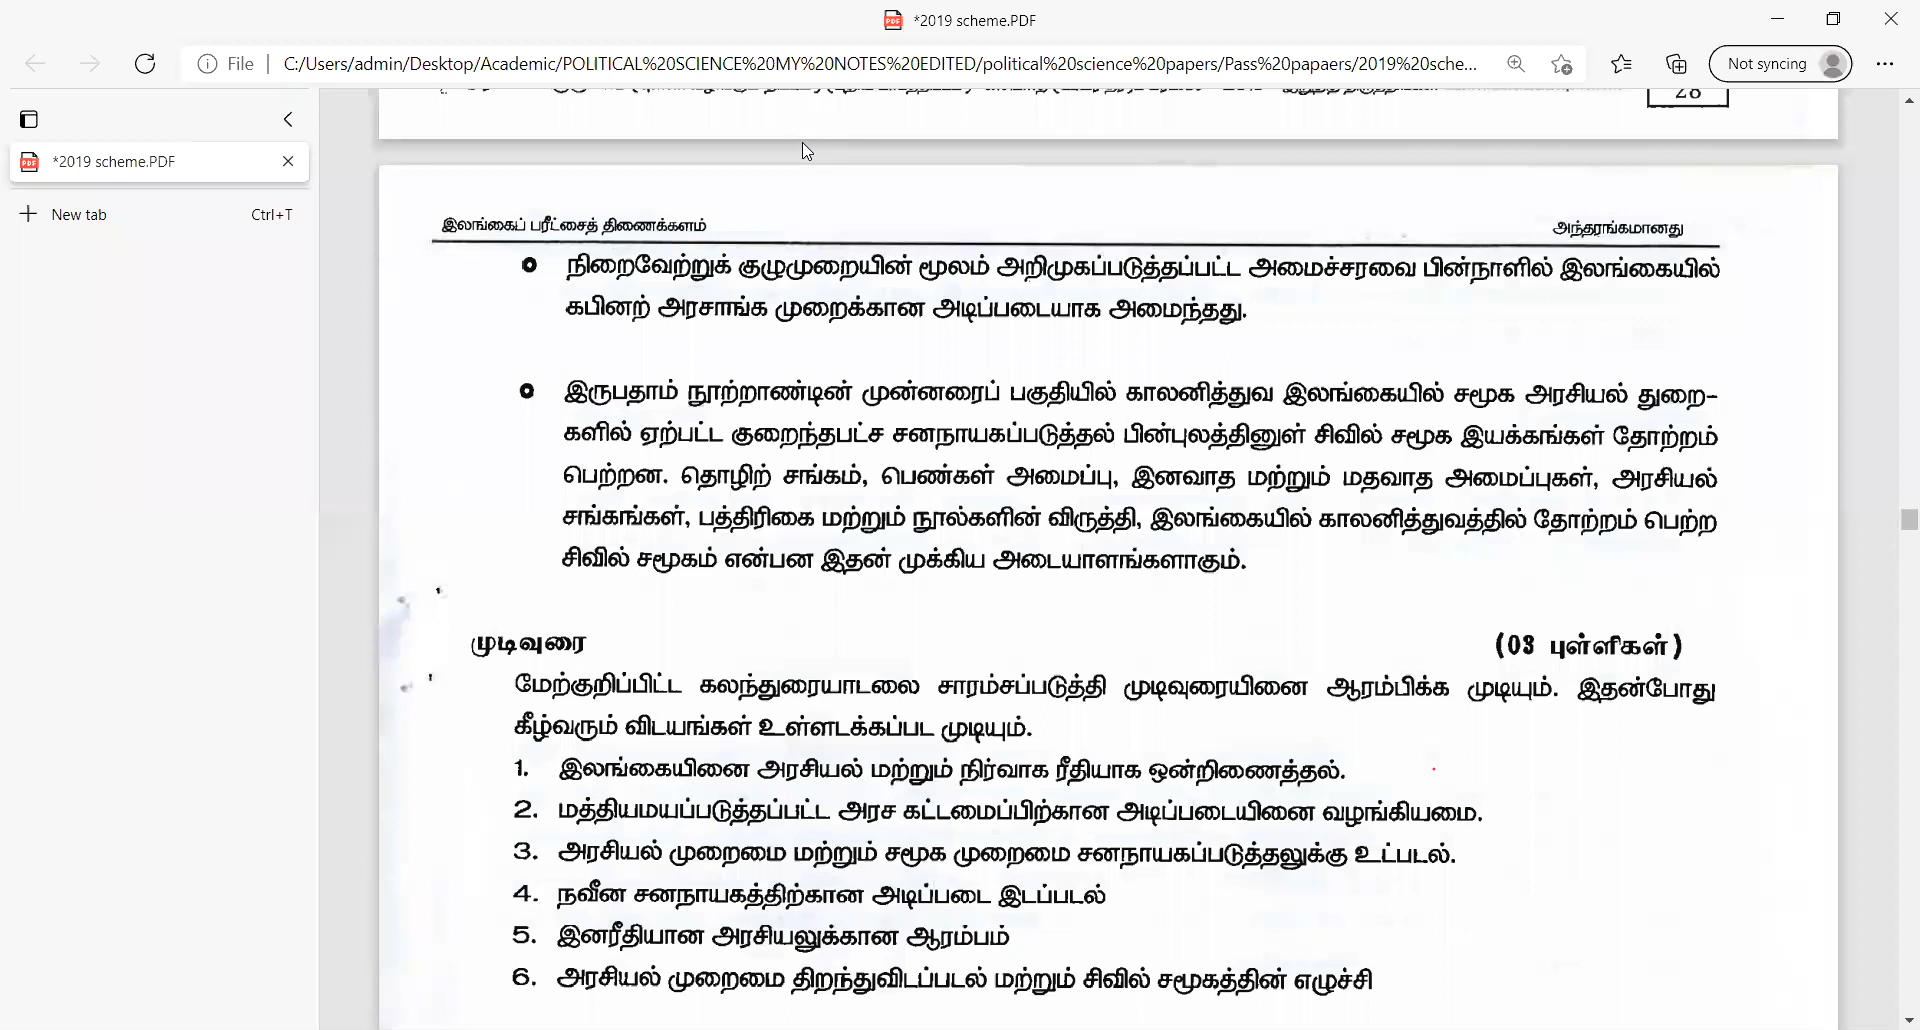 *2019 scheme.PDF
File
C:/Users/admin/Desktop/Academic/POLITICAL%20SCIENCE%20MY%20NOTES%20EDITED/political%20science%20papers/Pass%20papaers/2019%20sche...
Not syncing
*2019 scheme.PDF
New tab Ctrl+T
28
இலங்கைப் பரீட்சைத் திணைக்களம் அந்தரங்கமானது
நிறைவேற்றுக் குழுமுறையின் மூலம் அறிமுகப்படுத்தப்பட்ட அமைச்சரவை பின்நாளில் இலங்கையில்
கபினற் அரசாங்க முறைக்கான அடிப்படையாக அமைந்தது.
இருபதாம் நூற்றாண்டின் முன்னரைப் பகுதியில் காலனித்துவ இலங்கையில் சமூக அரசியல் துறை-
களில் ஏற்பட்ட குறைந்தபட்ச சனநாயகப்படுத்தல் பின்புலத்தினுள் சிவில் சமூக இயக்கங்கள் தோற்றம்
பெற்றன. தொழிற் சங்கம், பெண்கள் அமைப்பு, இனவாத மற்றும் மதவாத அமைப்புகள், அரசியல்
சங்கங்கள், பத்திரிகை மற்றும் நூல்களின் விருத்தி, இலங்கையில் காலனித்துவத்தில் தோற்றம் பெற்ற
சிவில் சமூகம் என்பன இதன் முக்கிய அடையாளங்களாகும்.
முடிவுரை (03 புள்ளிகள்)
மேற்குறிப்பிட்ட கலந்துரையாடலை சாரம்சப்படுத்தி முடிவுரையினை ஆரம்பிக்க முடியும். இதன்போது
கீழ்வரும் விடயங்கள் உள்ளடக்கப்பட முடியும்.
1. இலங்கையினை அரசியல் மற்றும் நிர்வாக ரீதியாக ஒன்றிணைத்தல்.
2. மத்தியமயப்படுத்தப்பட்ட அரச கட்டமைப்பிற்கான அடிப்படையினை வழங்கியமை.
3. அரசியல் முறைமை மற்றும் சமூக முறைமை சனநாயகப்படுத்தலுக்கு உட்படல்.
4. நவீன சனநாயகத்திற்கான அடிப்படை இடப்படல்
5. இனரீதியான அரசியலுக்கான ஆரம்பம்
6. அரசியல் முறைமை திறந்துவிடப்படல் மற்றும் சிவில் சமூகத்தின் எழுச்சி